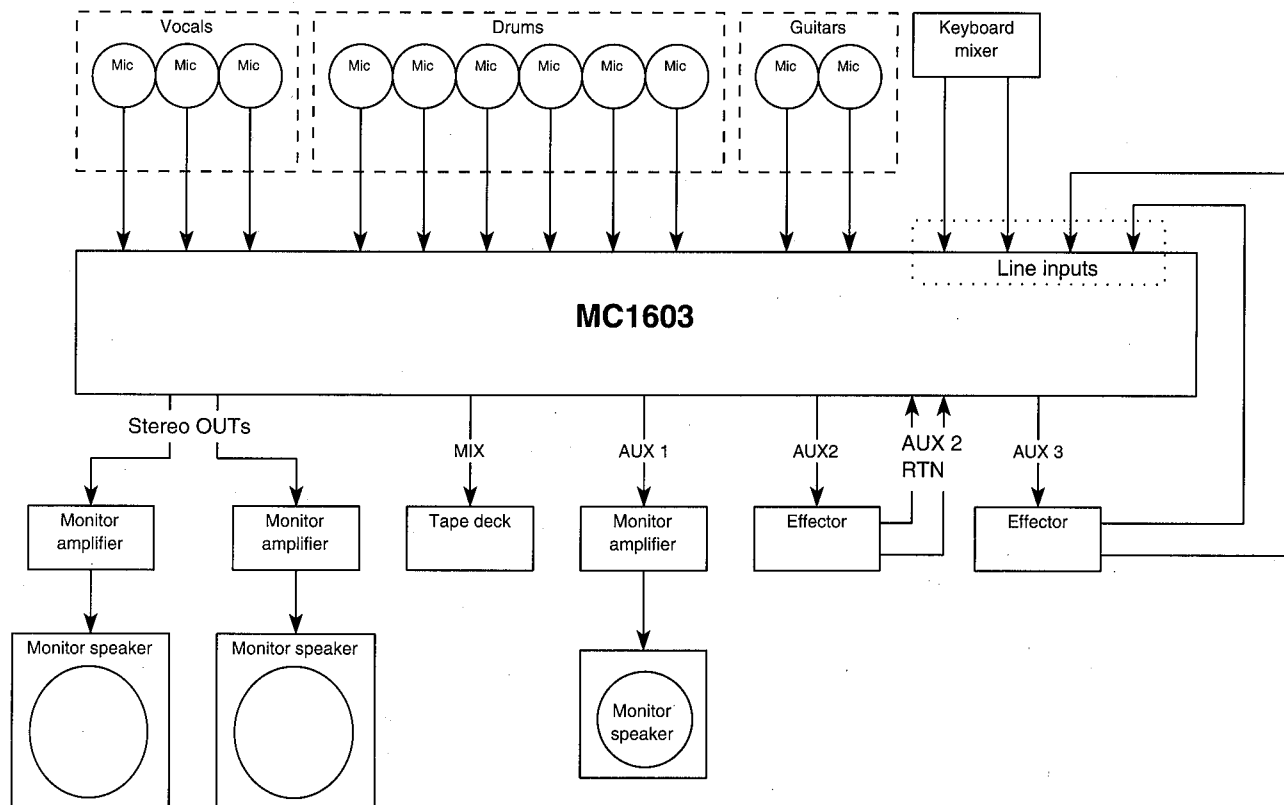 Vocals
Drums
Guitars
Keyboard
mixer
Mic
Mic
Mic
Mic
Mic
Mic
Mic
Mic
Mic
Mic
Mic
Line inputs
MC1603
Stereo OUTs
MIX
AUX 1
AUX2
AUX 2
RTN
AUX 3
Monitor
amplifier
Monitor
amplifier
Tape deck
Monitor
amplifier
Effector
Effector
Monitor speaker
Monitor speaker
Monitor
speaker